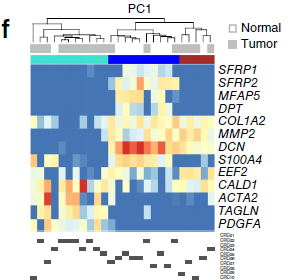 PC1
f
Normal
Tumor
SFRP1
SFRP2
MFAP5
DPT
COL1A2
MMP2
DCN
S100A4
EEF2
CALD1
ACTA2
TAGLN
PDGFA